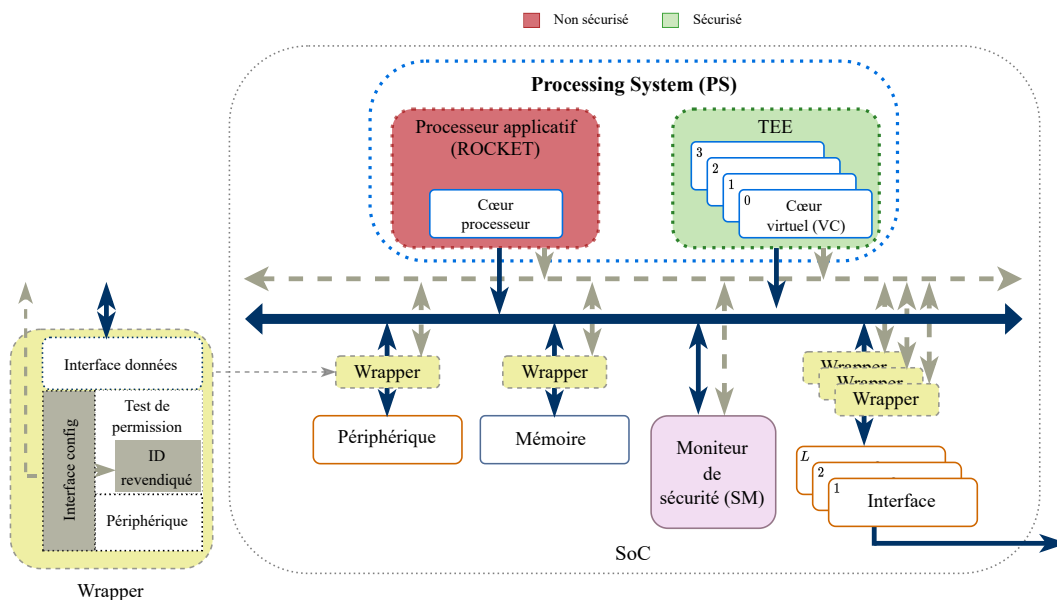 Non sécurisé
Sécurisé
Processing System (PS)
Processeur applicatif
(ROCKET)
Cœur
processeur
TEE
3
2
1
0
Cœur
virtuel (VC)
Interface données
Interface config
Test de
permission
ID
revendiqué
Périphérique
Wrapper
Wrapper
Wrapper
Wrapper
Wrapper
Wrapper
Périphérique
Mémoire
Moniteur
de
sécurité (SM)
L
2
1
Interface
SoC